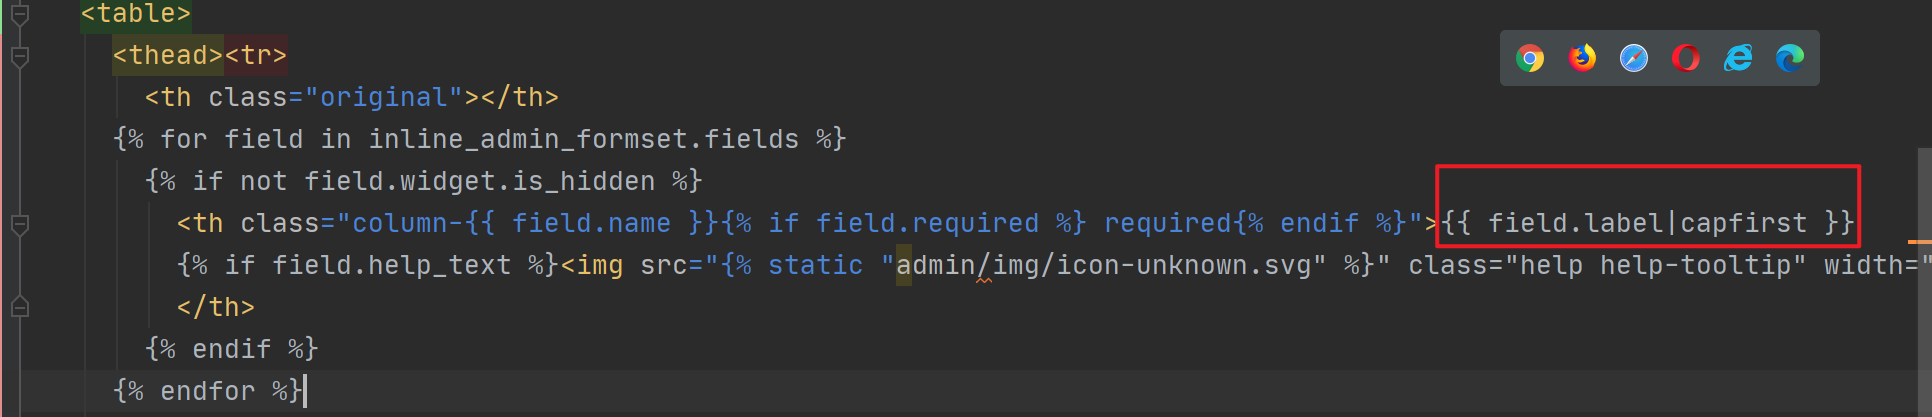 <table>
<thead><tr>
<th class="original"></th>
{% for field in inline_admin_formset.fields %}
{% if not field.widget.is_hidden %}
<th class="column-{{ field.name }}{% if field.required %} required{% endif %}">{{ field.label|capfirst }}
{% if field.help_text %}<img src="{% static "admin/img/icon-unknown.svg" %}" class="help help-tooltip" width="
</th>
{% endif %}
{% endfor %}